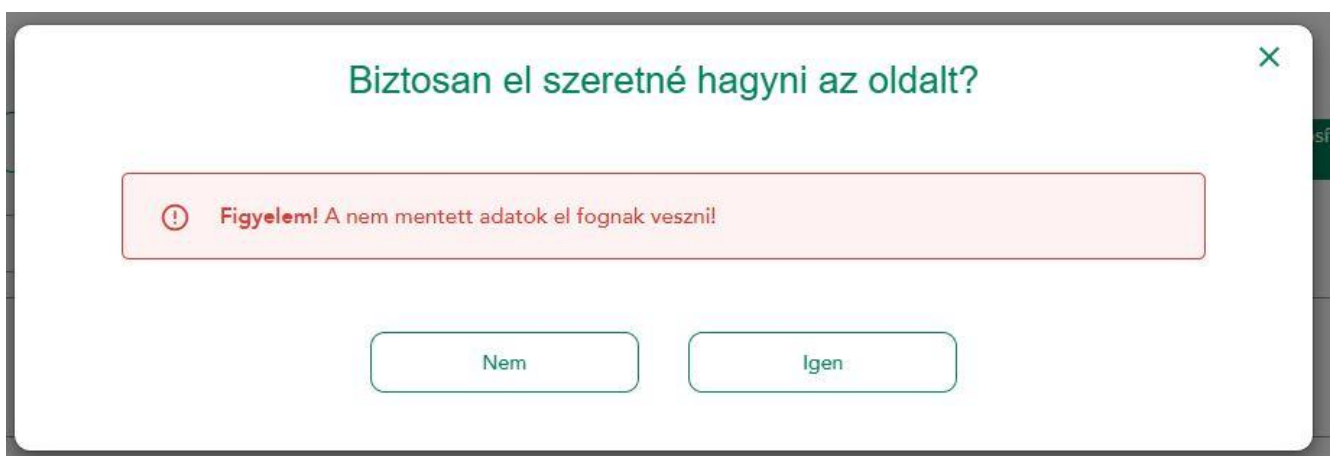 Biztosan el szeretné hagyni az oldalt?
Figyelem! A nem mentett adatok el fognak veszni!
Nem
Igen